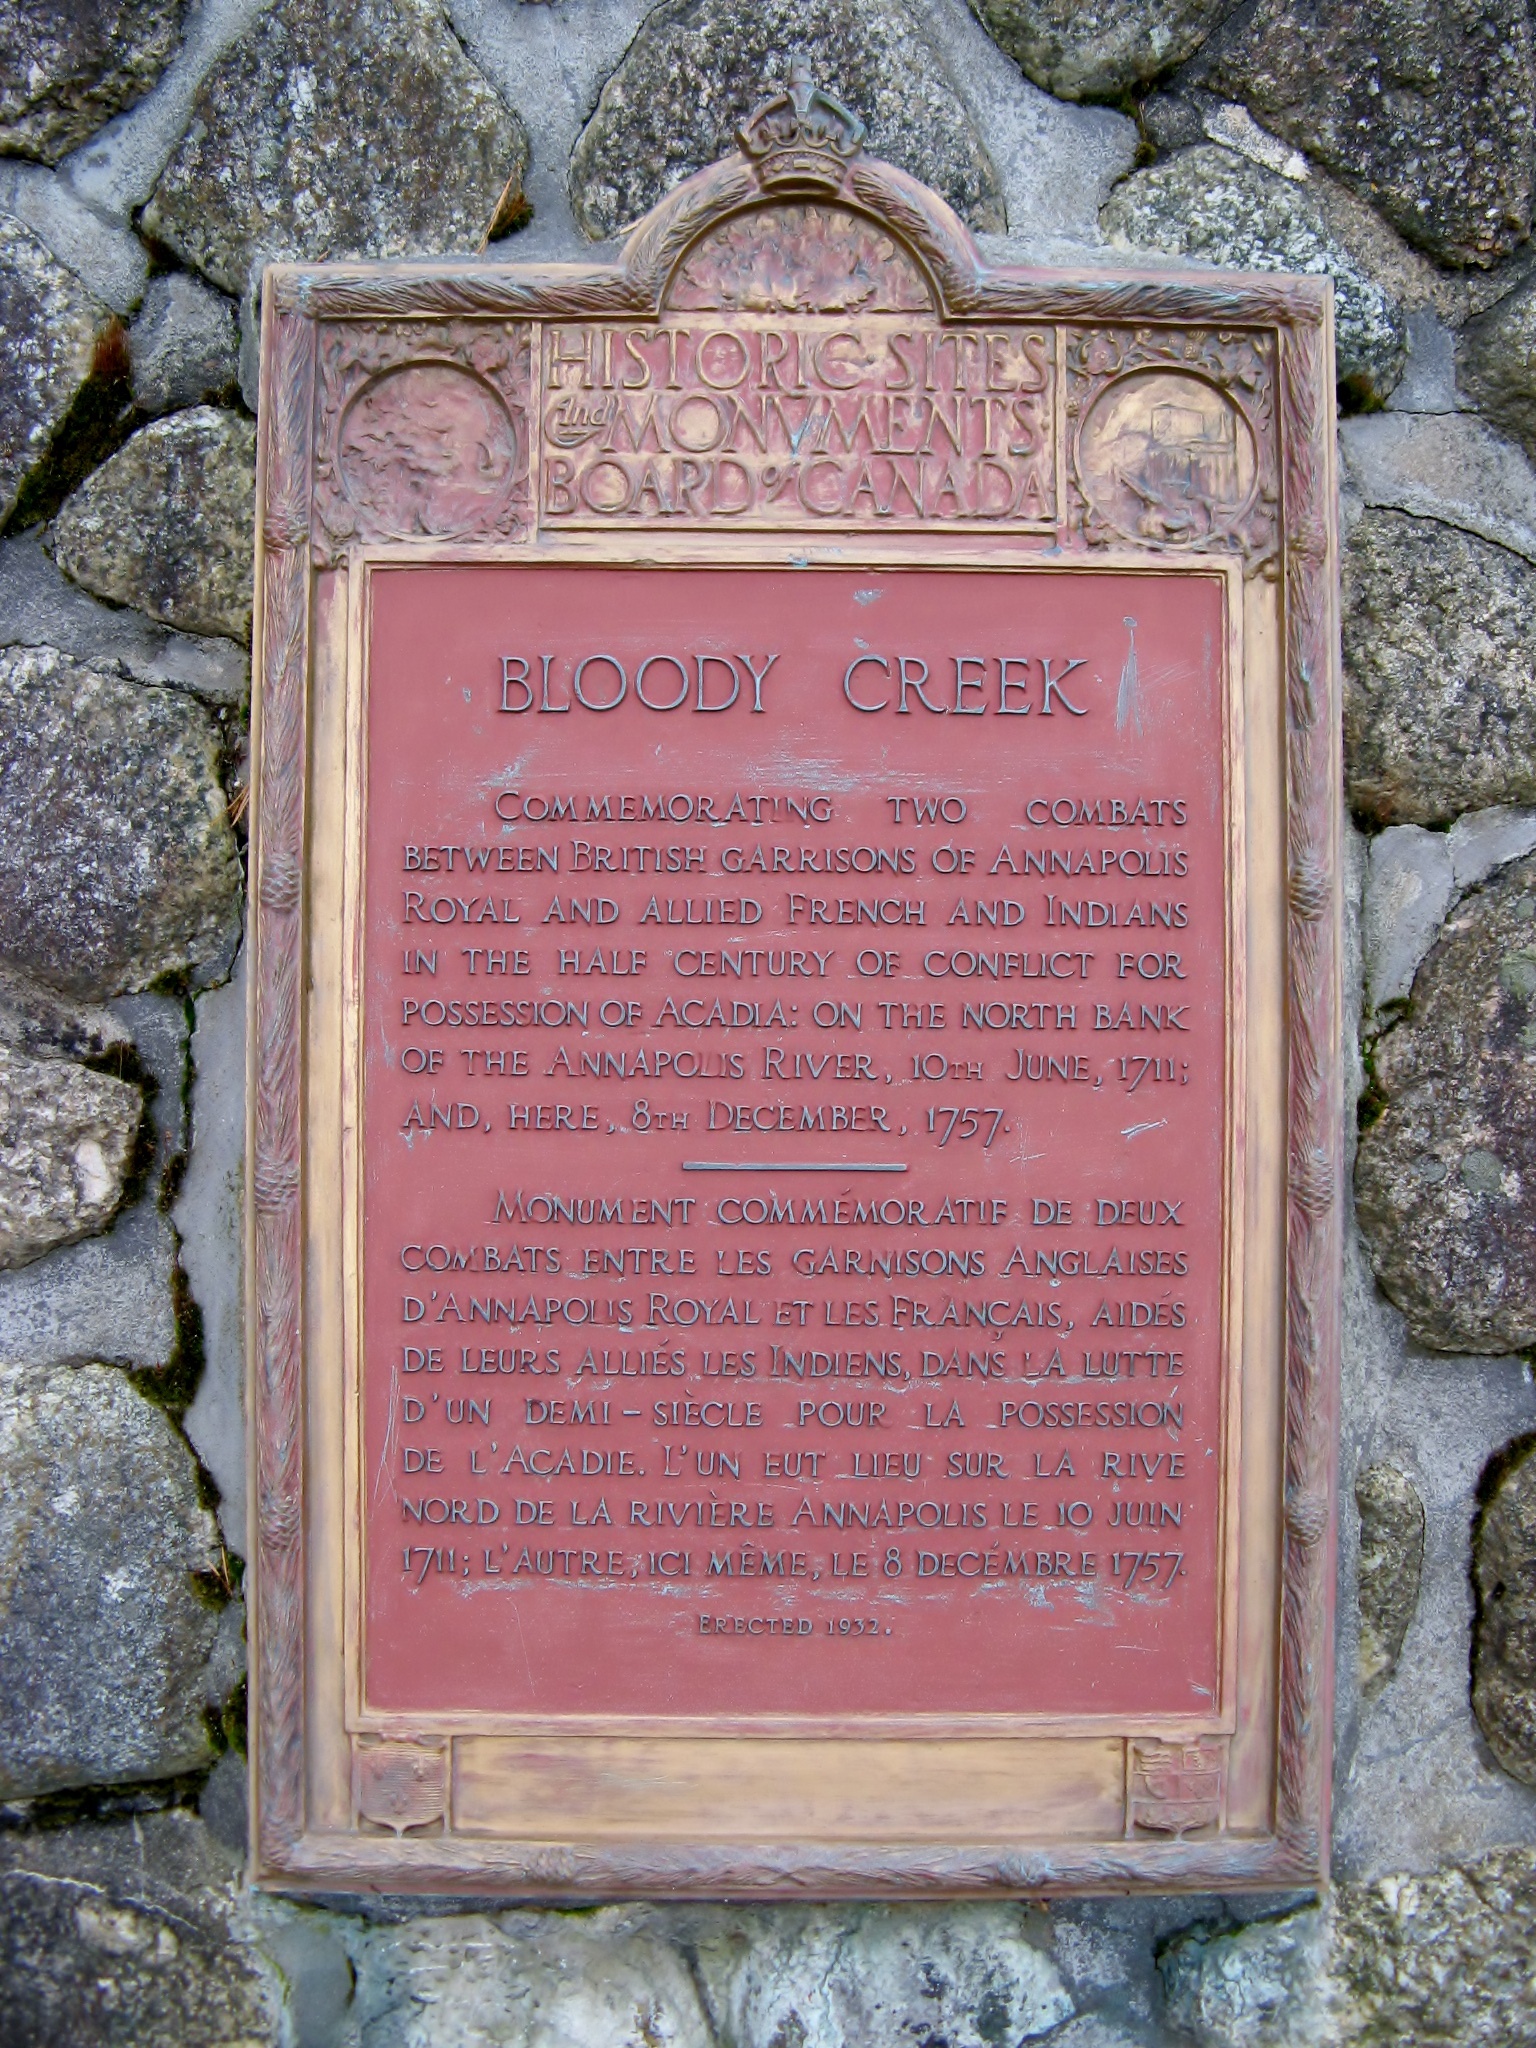 HISTORIC SITES
And MONVMENTS
BOARD of CANADA
BLOODY CREEK
COMMEMORATING TWO COMBATS
BETWEEN BRITISH GARRISONS OF ANNAPOLIS
ROYAL AND ALLIED FRENCH AND INDIANS
IN THE HALF CENTURY OF CONFLICT FOR
POSSESSION OF ACADIA: ON THE NORTH BANK
OF THE ANNAPOLIS RIVER, 10TH JUNE, 1711;
AND, HERE, 8TH DECEMBER, 1757.
MONUMENT COMMÉMORATIF DE DEUX
COMBATS ENTRE LES GARNISONS ANGLAISES
D'ANNAPOLIS ROYAL ET LES FRANÇAIS, AIDÉS
DE LEURS ALLIÉS LES INDIENS, DANS LA LUTTE
D'UN DEMI-SIÈCLE POUR LA POSSESSION
DE L'ACADIE. L'UN EUT LIEU SUR LA RIVE
NORD DE LA RIVIÈRE ANNAPOLIS LE 10 JUIN
1711; L'AUTRE, ICI MÊME, LE 8 DECÉMBRE 1757.
ERECTED 1932.